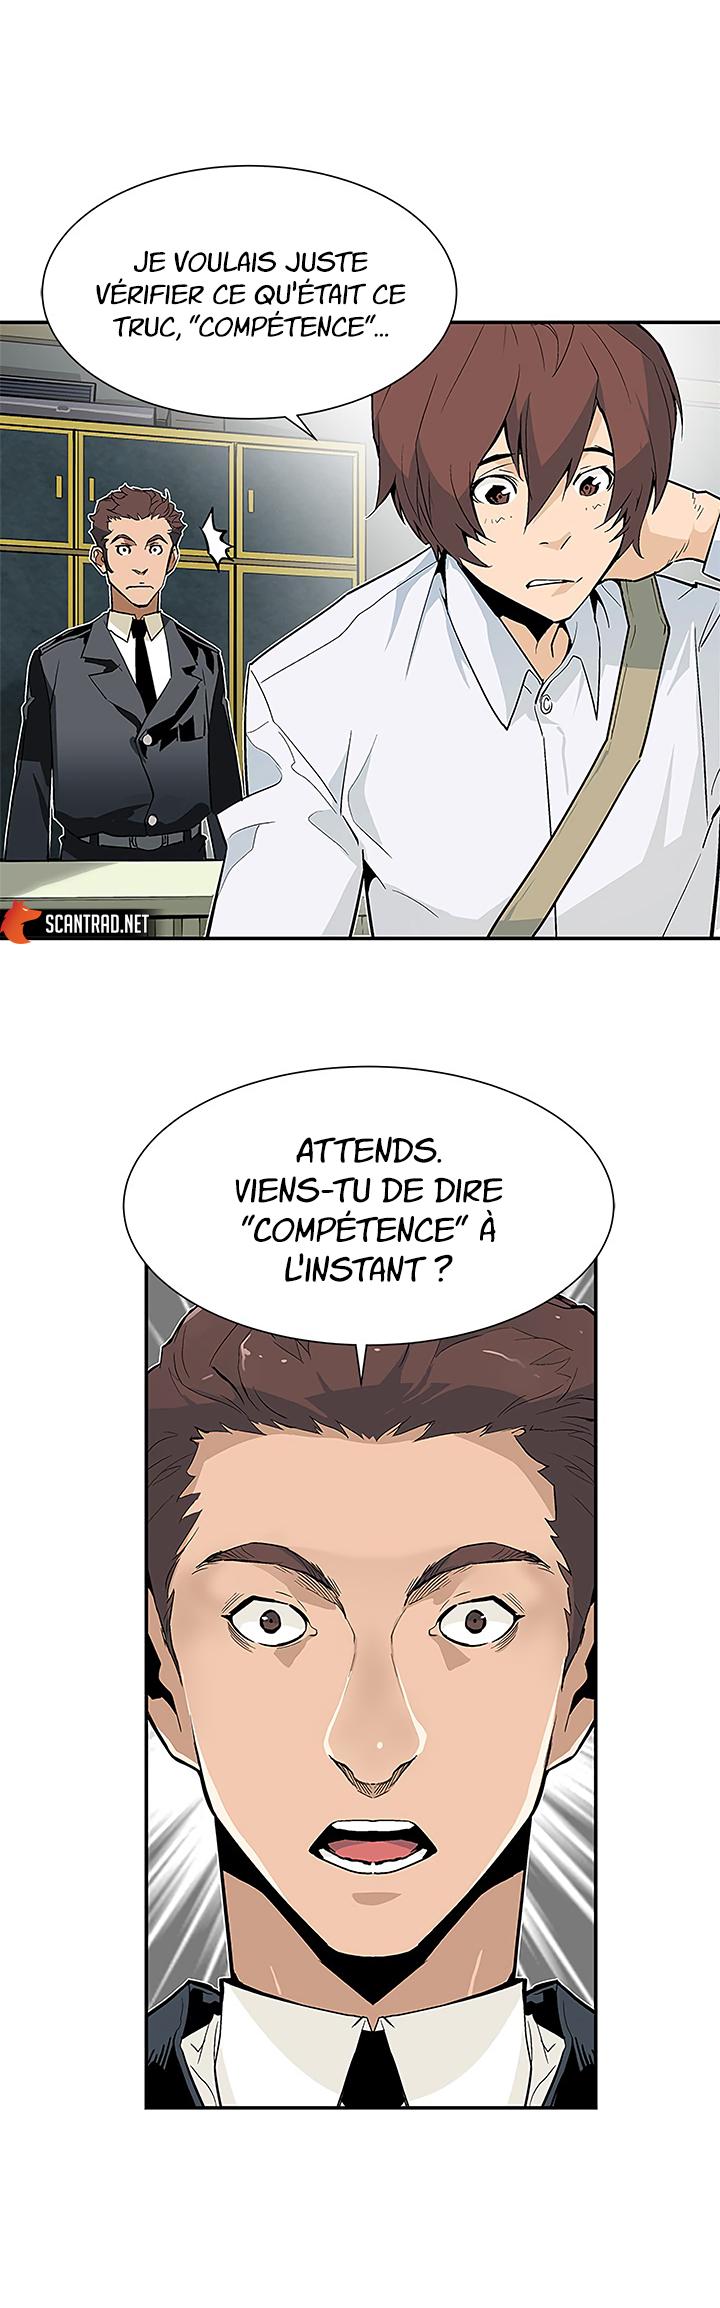 JE VOULAIS JUSTE
VÉRIFIER CE QU'ÉTAIT CE
TRUC, "COMPÉTENCE"...
SCANTRAD.NET
ATTENDS.
VIENS-TU DE DIRE
"COMPÉTENCE" À
L'INSTANT ?